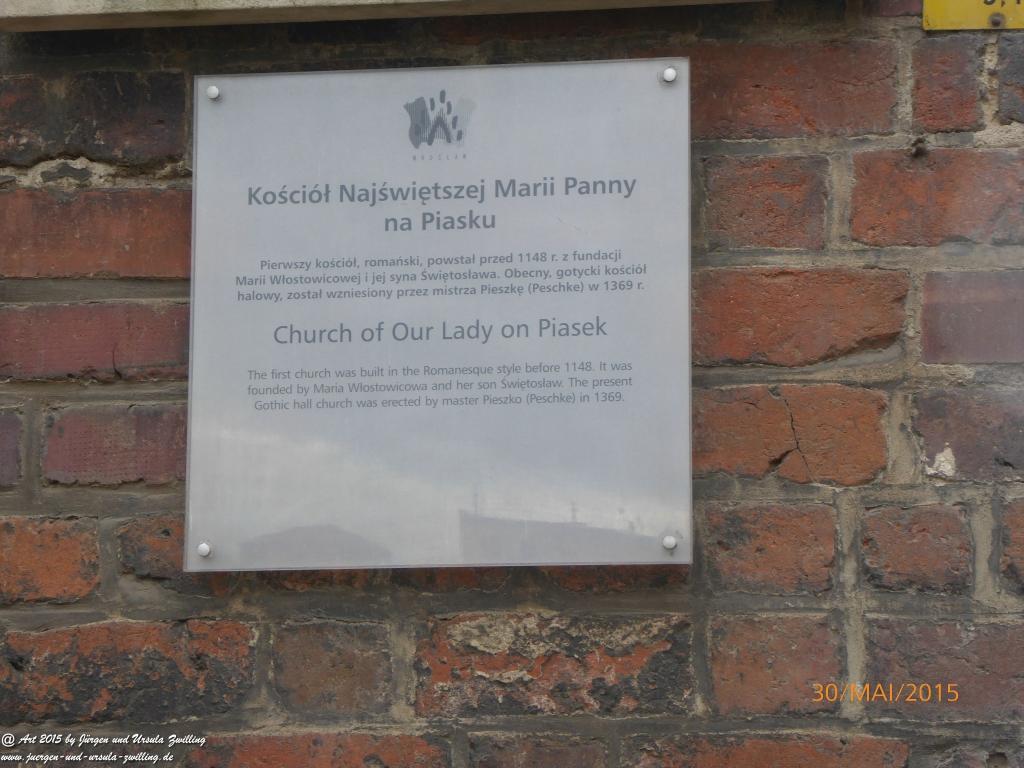 WROCŁAW
Kościół Najświętszej Marii Panny
na Piasku
Pierwszy kościół, romański, powstał przed 1148 r. z fundacji
Marii Włostowicowej i jej syna Świętosława. Obecny, gotycki kościół
halowy, został wzniesiony przez mistrza Pieszkę (Peschke) w 1369 r.
Church of Our Lady on Piasek
The first church was built in the Romanesque style before 1148. It was
founded by Maria Włostowicowa and her son Świętosław. The present
Gothic hall church was erected by master Pieszko (Peschke) in 1369.
30/MAI/2015
@ Art 2015 by Jürgen und Ursula Zwilling
www.juergen-und-ursula-zwilling.de